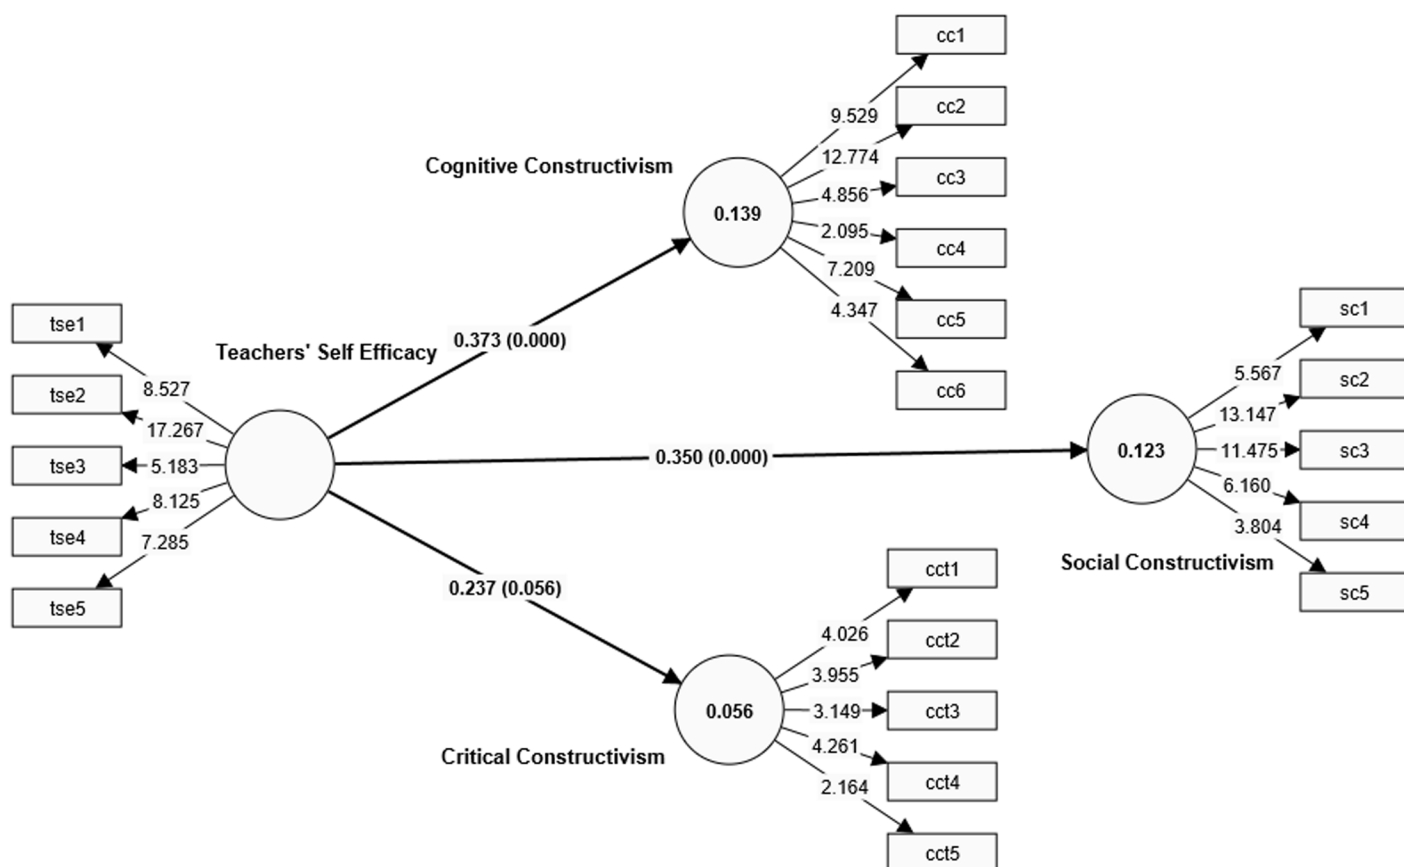 cc1
9.529
cc2
12.774
Cognitive Constructivism
cc3
4.856
0.139
2.095
cc4
7.209
4.347
cc5
cc6
tse1
Teachers' Self Efficacy
0.373 (0.000)
8.527
tse2
17.267
tse3
5.183
8.125
tse4
7.285
tse5
0.350 (0.000)
sc1
5.567
sc2
13.147
0.123
11.475
sc3
6.160
sc4
3.804
Social Constructivism
sc5
0.237 (0.056)
cct1
4.026
cct2
3.955
0.056
3.149
cct3
4.261
Critical Constructivism
cct4
2.164
cct5